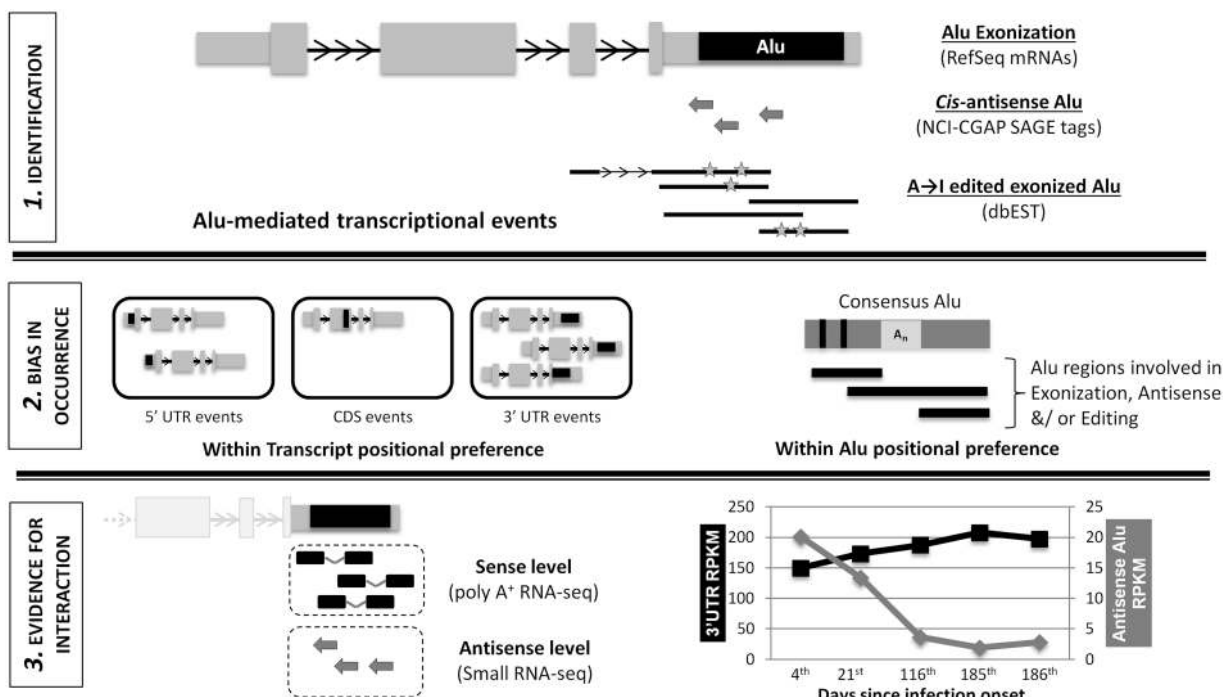 1. IDENTIFICATION
Alu
Alu Exonization
(RefSeq mRNAs)
Cis-antisense Alu
(NCI-CGAP SAGE tags)
A→I edited exonized Alu
(dbEST)
Alu-mediated transcriptional events
2. BIAS IN
OCCURRENCE
5' UTR events
CDS events
3' UTR events
Within Transcript positional preference
Consensus Alu
An
Alu regions involved in
Exonization, Antisense
&/ or Editing
Within Alu positional preference
3. EVIDENCE FOR
INTERACTION
Sense level
(poly A+ RNA-seq)
Antisense level
(Small RNA-seq)
3'UTR RPKM
250
200
150
100
50
0
25
20
15
10
5
0
Antisense Alu
RPKM
4th
21st
116th
185th
186th
Days since infection onset